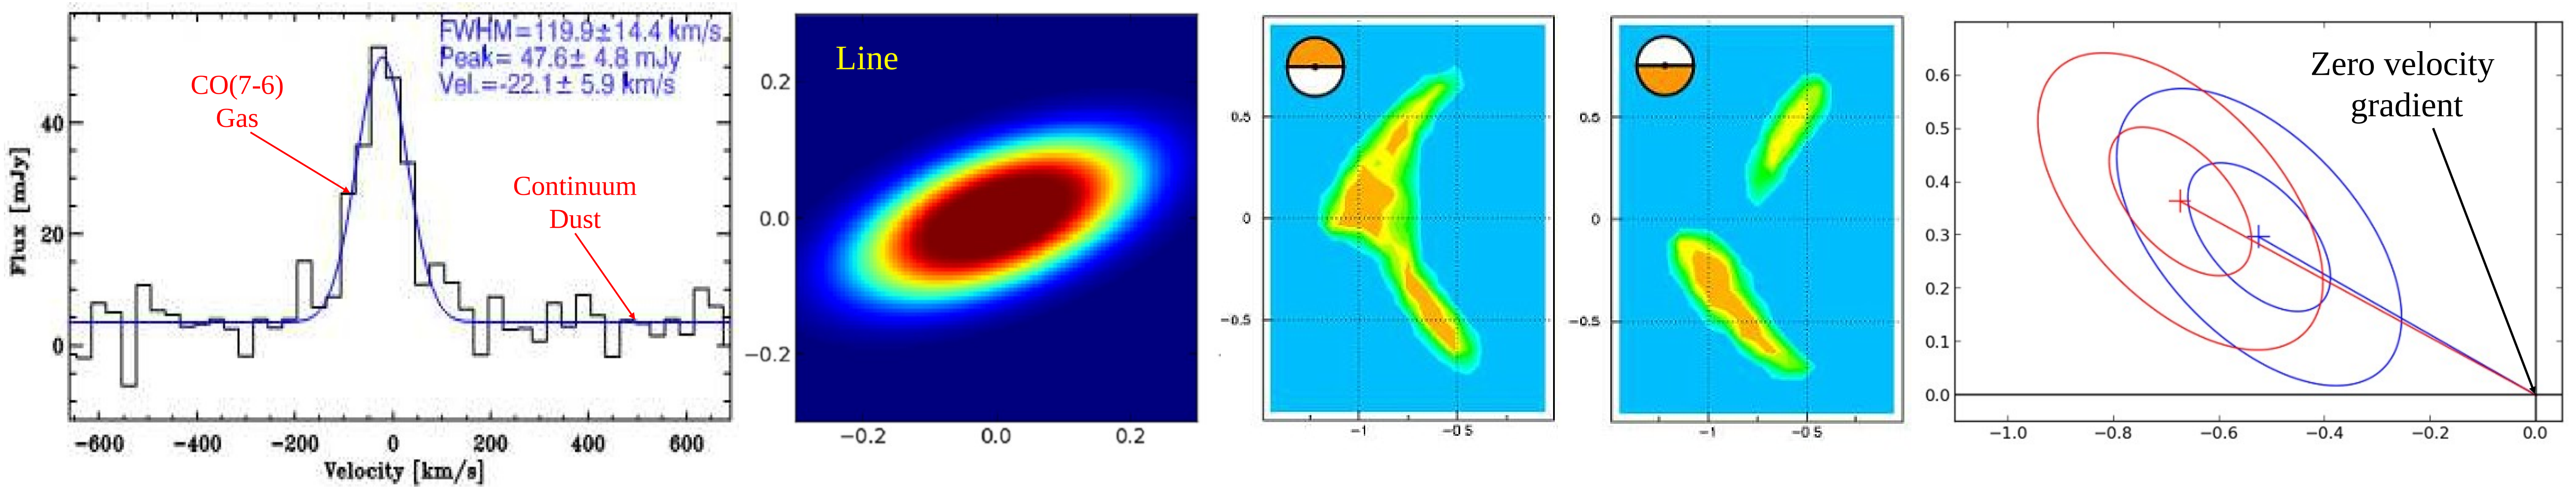 FWHM=119.9±14.4 km/s
Peak= 47.6± 4.8 mJy
Vel.=-22.1± 5.9 km/s
CO(7-6)
Gas
Continuum
Dust
Flux [mJy]
40
20
0
−600 −400 −200 0 200 400 600
Velocity [km/s]
Line
0.2
0.0
−0.2
−0.2 0.0 0.2
0.5
0
−0.5
−1 −0.5
0.5
0
−0.5
−1 −0.5
Zero velocity
gradient
0.6
0.5
0.4
0.3
0.2
0.1
0.0
−1.0 −0.8 −0.6 −0.4 −0.2 0.0